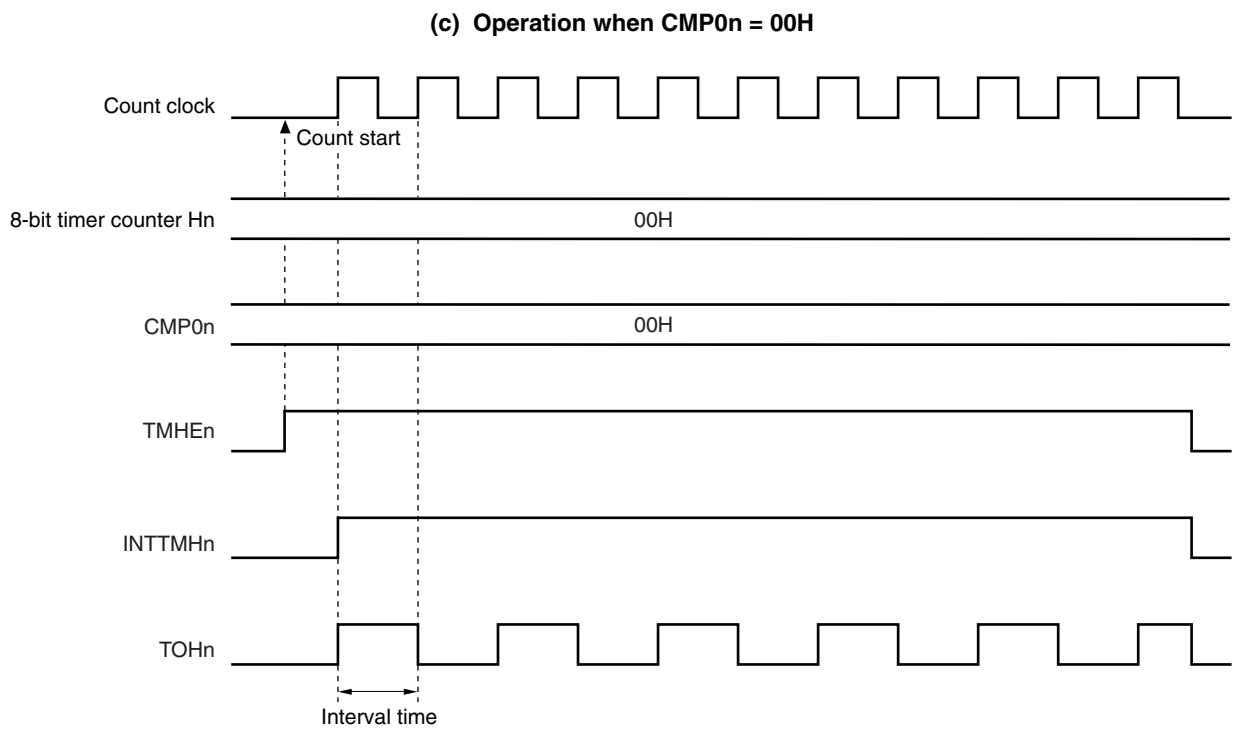 (c) Operation when CMP0n = 00H
Count clock
Count start
8-bit timer counter Hn
00H
CMP0n
00H
TMHEn
INTTMHn
TOHn
Interval time